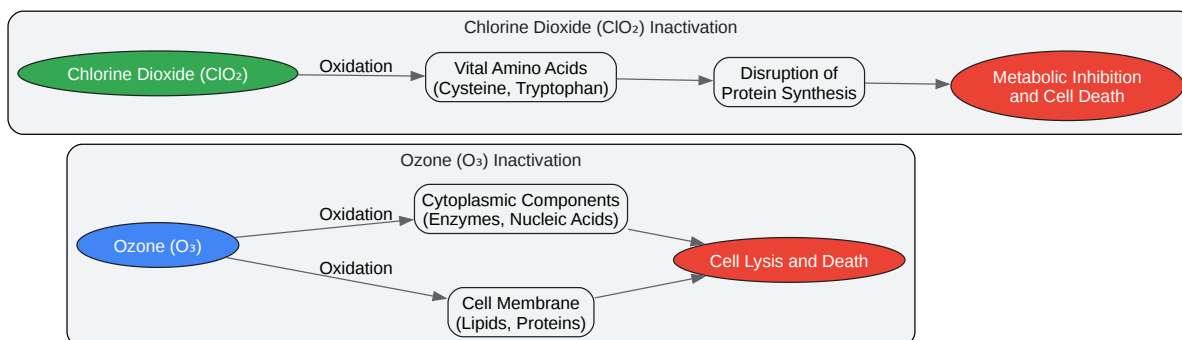 Chlorine Dioxide (ClO₂) Inactivation
Chlorine Dioxide (ClO₂)
Oxidation
Vital Amino Acids
(Cysteine, Tryptophan)
Disruption of
Protein Synthesis
Metabolic Inhibition
and Cell Death
Ozone (O₃) Inactivation
Ozone (O₃)
Oxidation
Cytoplasmic Components
(Enzymes, Nucleic Acids)
Oxidation
Cell Membrane
(Lipids, Proteins)
Cell Lysis and Death